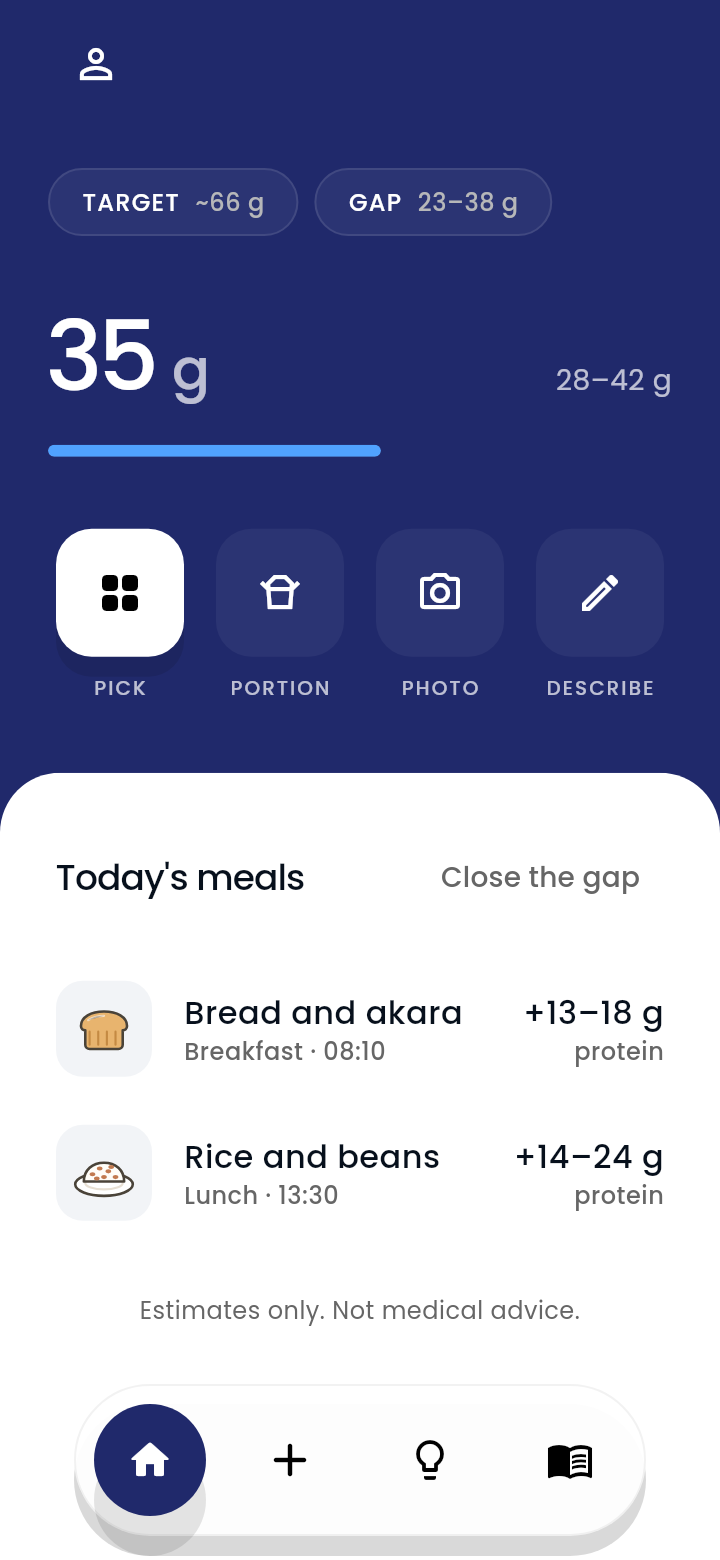 TARGET ~66 g GAP 23–38 g
35 g 28–42 g
PICK PORTION PHOTO DESCRIBE
Today's meals Close the gap
Bread and akara +13–18 g
Breakfast · 08:10 protein
Rice and beans +14–24 g
Lunch · 13:30 protein
Estimates only. Not medical advice.